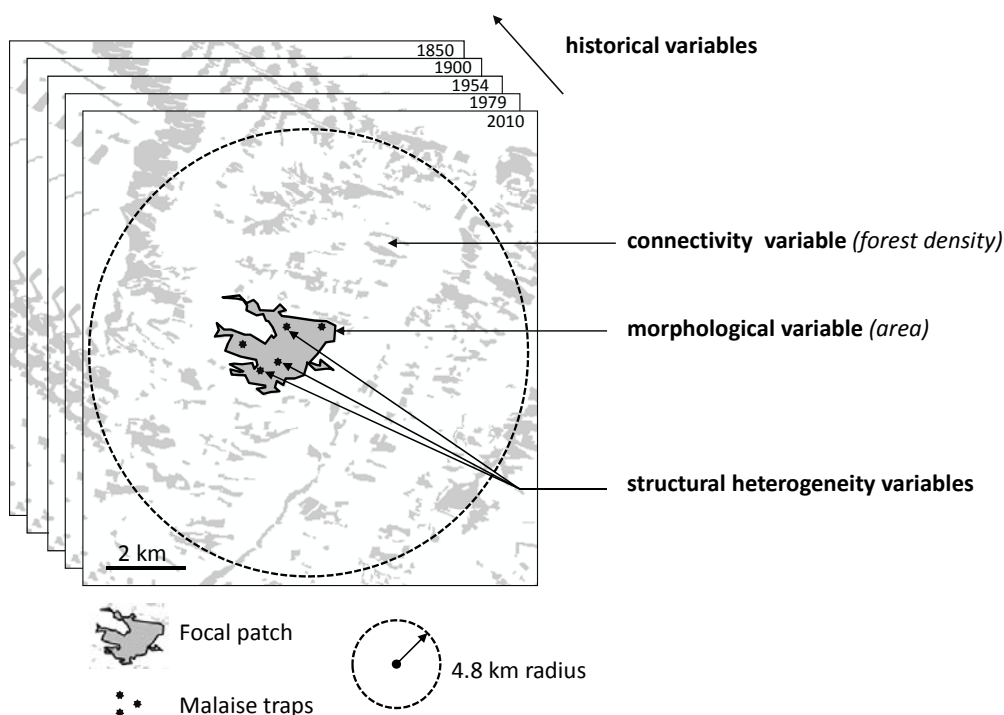 historical variables
1850
1900
1954
1979
2010
connectivity variable (forest density)
morphological variable (area)
structural heterogeneity variables
2 km
Focal patch
4.8 km radius
Malaise traps